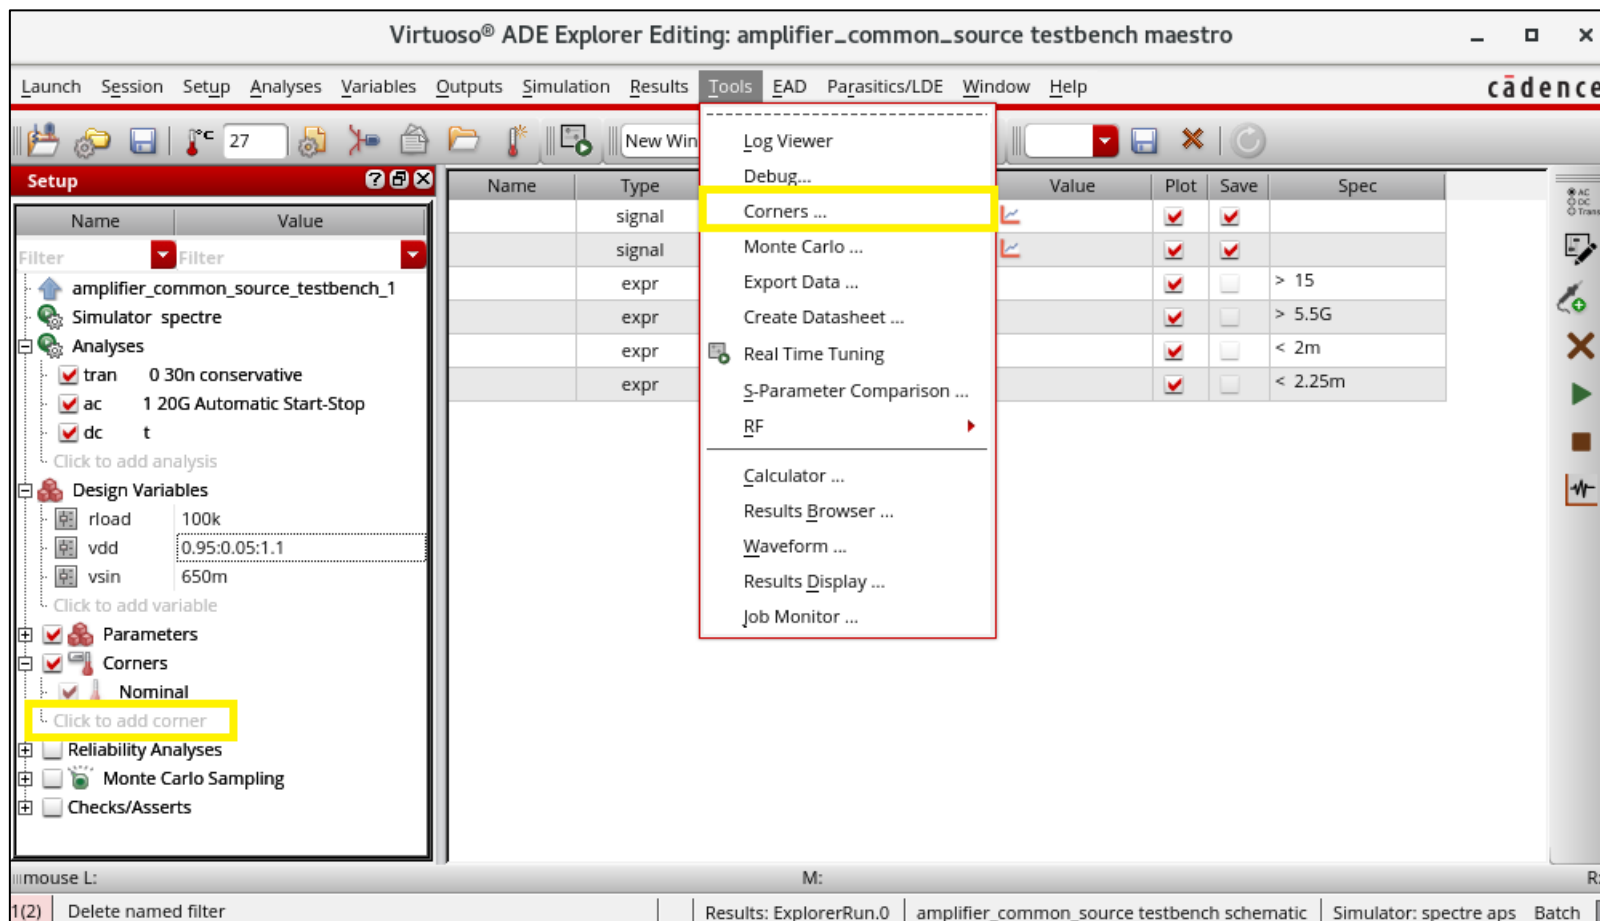 Virtuoso® ADE Explorer Editing: amplifier_common_source testbench maestro
Launch Session Setup Analyses Variables Outputs Simulation Results Tools EAD Parasitics/LDE Window Help cādence
°C 27 New Win
Setup
Name Value
Filter Filter
amplifier_common_source_testbench_1
Simulator spectre
Analyses
tran 0 30n conservative
ac 1 20G Automatic Start-Stop
dc t
Click to add analysis
Design Variables
rload 100k
vdd 0.95:0.05:1.1
vsin 650m
Click to add variable
Parameters
Corners
Nominal
Click to add corner
Reliability Analyses
Monte Carlo Sampling
Checks/Asserts
Name Type Value Plot Save Spec
signal
signal
expr > 15
expr > 5.5G
expr < 2m
expr < 2.25m
Log Viewer
Debug...
Corners ...
Monte Carlo ...
Export Data ...
Create Datasheet ...
Real Time Tuning
S-Parameter Comparison ...
RF
Calculator ...
Results Browser ...
Waveform ...
Results Display ...
Job Monitor ...
AC
DC
Trans
mouse L: M: R:
1(2) Delete named filter Results: ExplorerRun.0 amplifier_common_source testbench schematic Simulator: spectre aps Batch